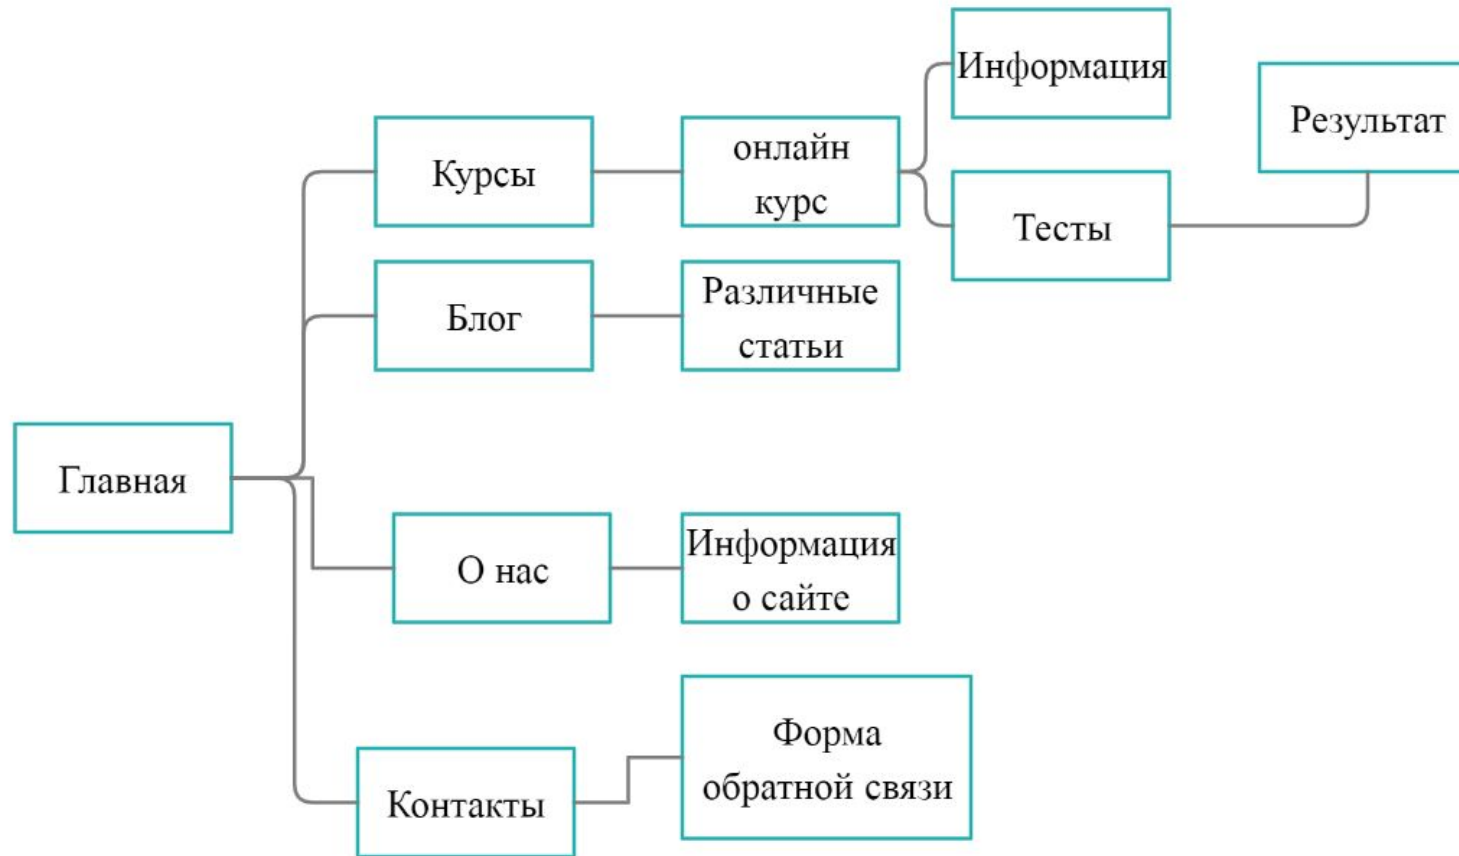 Информация
Результат
Курсы
онлайн
курс
Тесты
Блог
Различные
статьи
Главная
О нас
Информация
о сайте
Контакты
Форма
обратной связи